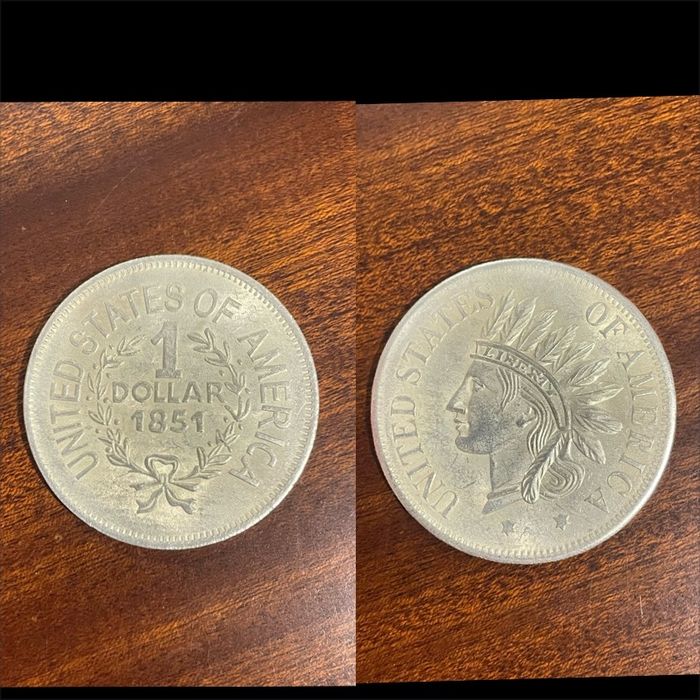 UNITED STATES OF AMERICA
1
DOLLAR
1851
UNITED STATES OF AMERICA
LIBERTY